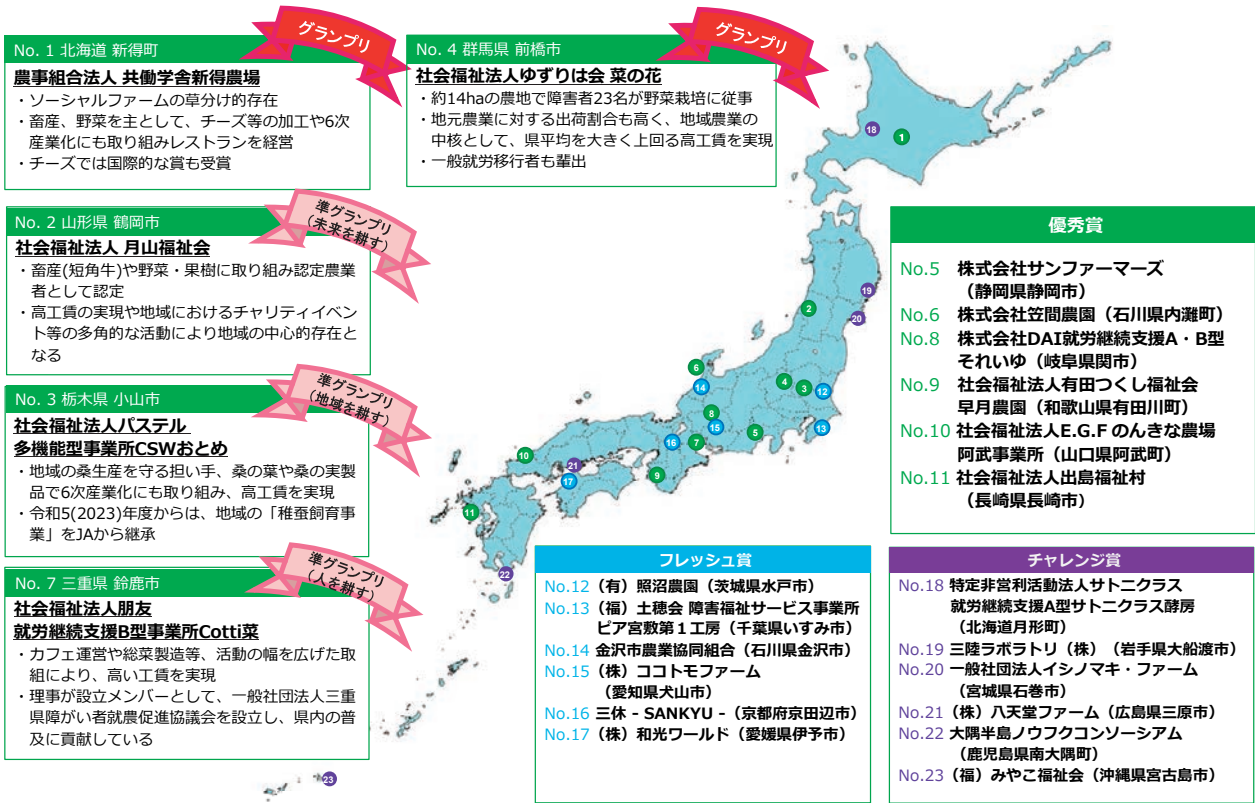 No. 1 北海道 新得町
グランプリ
農事組合法人 共働学舎新得農場
・ソーシャルファームの草分け的存在
・畜産、野菜を主として、チーズ等の加工や6次
産業化にも取り組みレストランを経営
・チーズでは国際的な賞も受賞
No. 4 群馬県 前橋市
グランプリ
社会福祉法人ゆずりは会 菜の花
・約14haの農地で障害者23名が野菜栽培に従事
・地元農業に対する出荷割合も高く、地域農業の
中核として、県平均を大きく上回る高工賃を実現
・一般就労移行者も輩出
No. 2 山形県 鶴岡市
準グランプリ
（未来を耕す）
社会福祉法人 月山福祉会
・畜産(短角牛)や野菜・果樹に取り組み認定農業
者として認定
・高工賃の実現や地域におけるチャリティイベン
ト等の多角的な活動により地域の中心的存在と
なる
No. 3 栃木県 小山市
準グランプリ
（地域を耕す）
社会福祉法人パステル
多機能型事業所CSWおとめ
・地域の桑生産を守る担い手、桑の葉や桑の実製
品で6次産業化にも取り組み、高工賃を実現
・令和5(2023)年度からは、地域の「稚蚕飼育事
業」をJAから継承
No. 7 三重県 鈴鹿市
準グランプリ
（人を耕す）
社会福祉法人朋友
就労継続支援B型事業所Cotti菜
・カフェ運営や総菜製造等、活動の幅を広げた取
組により、高い工賃を実現
・理事が設立メンバーとして、一般社団法人三重
県障がい者就農促進協議会を設立し、県内の普
及に貢献している
18
1
19
2
20
6
14
4
3
12
8
15
5
13
16
7
10
21
17
9
11
22
23
優秀賞
No.5 株式会社サンファーマーズ
（静岡県静岡市）
No.6 株式会社笠間農園（石川県内灘町）
No.8 株式会社DAI就労継続支援A・B型
それいゆ（岐阜県関市）
No.9 社会福祉法人有田つくし福祉会
早月農園（和歌山県有田川町）
No.10 社会福祉法人E.G.F のんきな農場
阿武事業所（山口県阿武町）
No.11 社会福祉法人出島福祉村
（長崎県長崎市）
フレッシュ賞
No.12（有）照沼農園（茨城県水戸市）
No.13（福）土穂会 障害福祉サービス事業所
ピア宮敷第１工房（千葉県いすみ市）
No.14 金沢市農業協同組合（石川県金沢市）
No.15（株）ココトモファーム
（愛知県犬山市）
No.16 三休 - SANKYU -（京都府京田辺市）
No.17（株）和光ワールド（愛媛県伊予市）
チャレンジ賞
No.18 特定非営利活動法人サトニクラス
就労継続支援A型サトニクラス酵房
（北海道月形町）
No.19 三陸ラボラトリ（株）（岩手県大船渡市）
No.20 一般社団法人イシノマキ・ファーム
（宮城県石巻市）
No.21（株）八天堂ファーム（広島県三原市）
No.22 大隅半島ノウフクコンソーシアム
（鹿児島県南大隅町）
No.23（福）みやこ福祉会（沖縄県宮古島市）